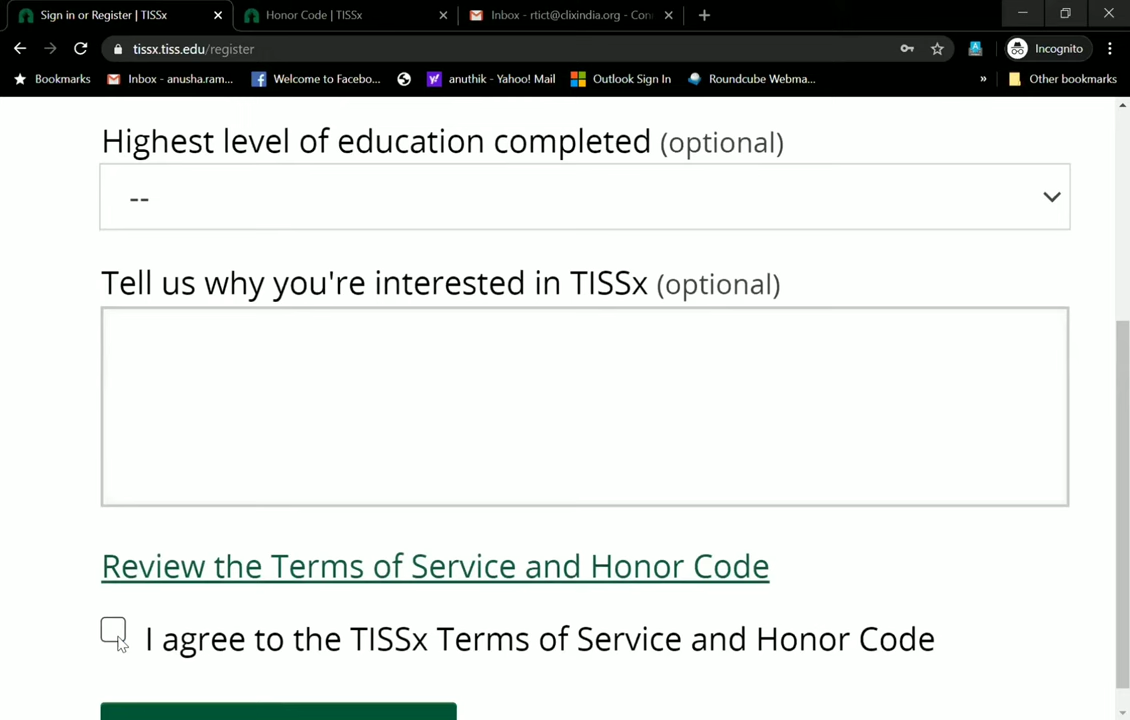 Sign in or Register | TISSx
Honor Code | TISSx
Inbox - rtict@clixindia.org - Con
tissx.tiss.edu/register
Incognito
Bookmarks
Inbox - anusha.ram...
Welcome to Facebo...
anuthik - Yahoo! Mail
Outlook Sign In
Roundcube Webma...
»
Other bookmarks
Highest level of education completed (optional)
--
Tell us why you're interested in TISSx (optional)
Review the Terms of Service and Honor Code
I agree to the TISSx Terms of Service and Honor Code